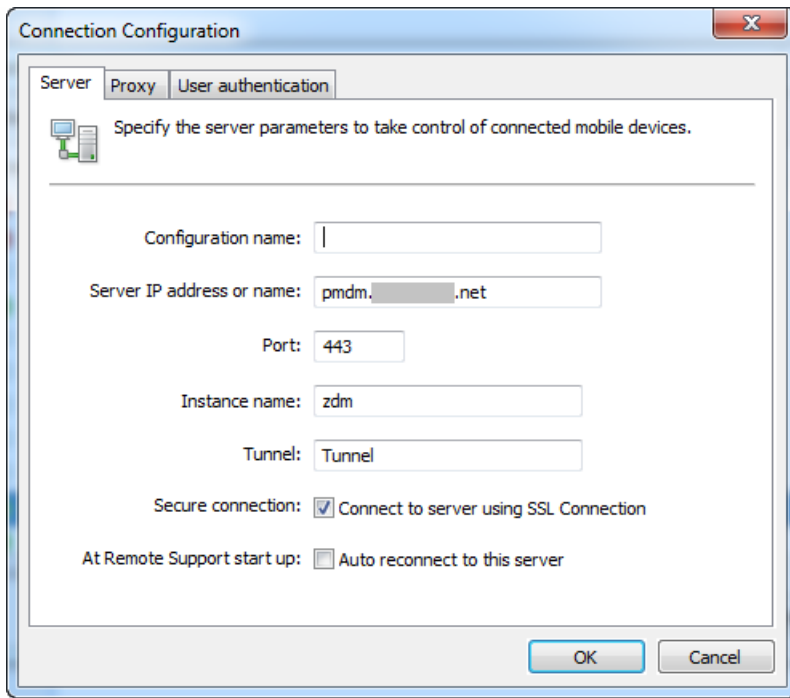 Connection Configuration
Server Proxy User authentication
Specify the server parameters to take control of connected mobile devices.
Configuration name:
Server IP address or name: pmdm. .net
Port: 443
Instance name: zdm
Tunnel: Tunnel
Secure connection: Connect to server using SSL Connection
At Remote Support start up: Auto reconnect to this server
OK Cancel